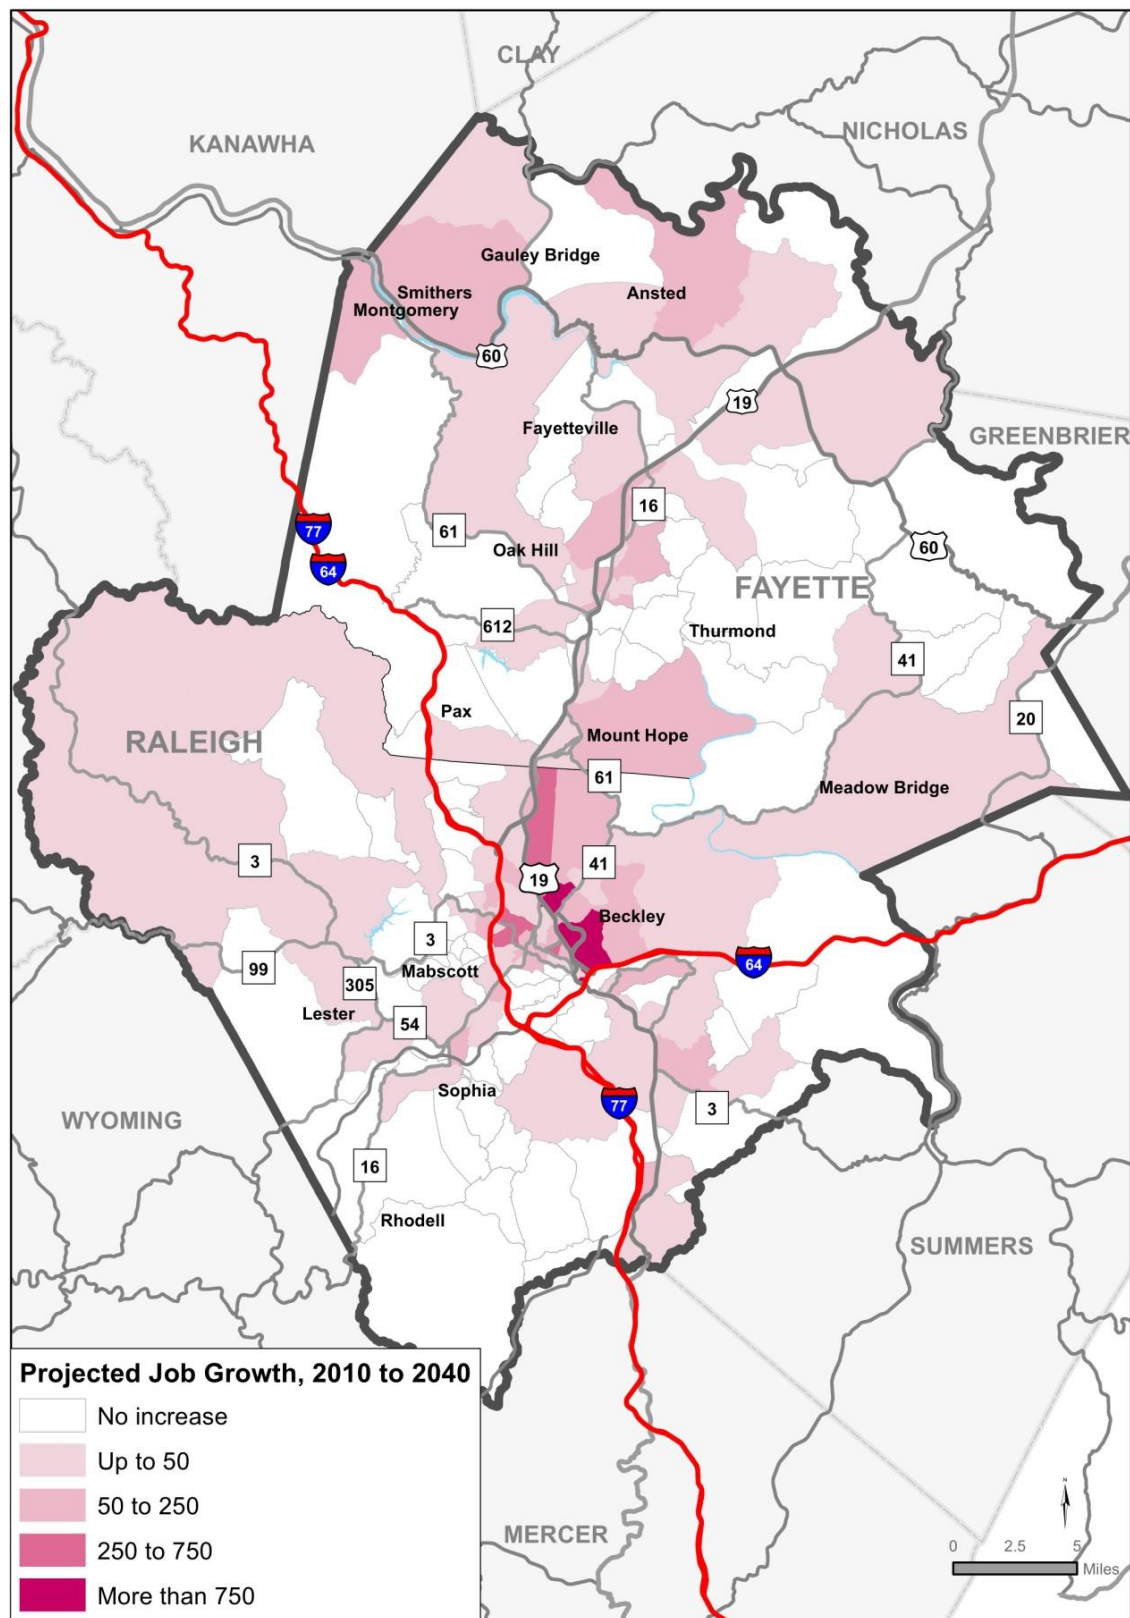 CLAY
NICHOLAS
KANAWHA
Gauley Bridge
Ansted
Smithers
Montgomery
60
19
Fayetteville
GREENBRIER
16
77
61
60
Oak Hill
64
FAYETTE
612
Thurmond
41
Pax
20
RALEIGH
Mount Hope
61
Meadow Bridge
3
41
19
Beckley
3
64
99
Mabscott
305
Lester
54
Sophia
77
3
WYOMING
16
Rhodell
SUMMERS
Projected Job Growth, 2010 to 2040
No increase
Up to 50
50 to 250
250 to 750
More than 750
MERCER
N
0 2.5 5
Miles